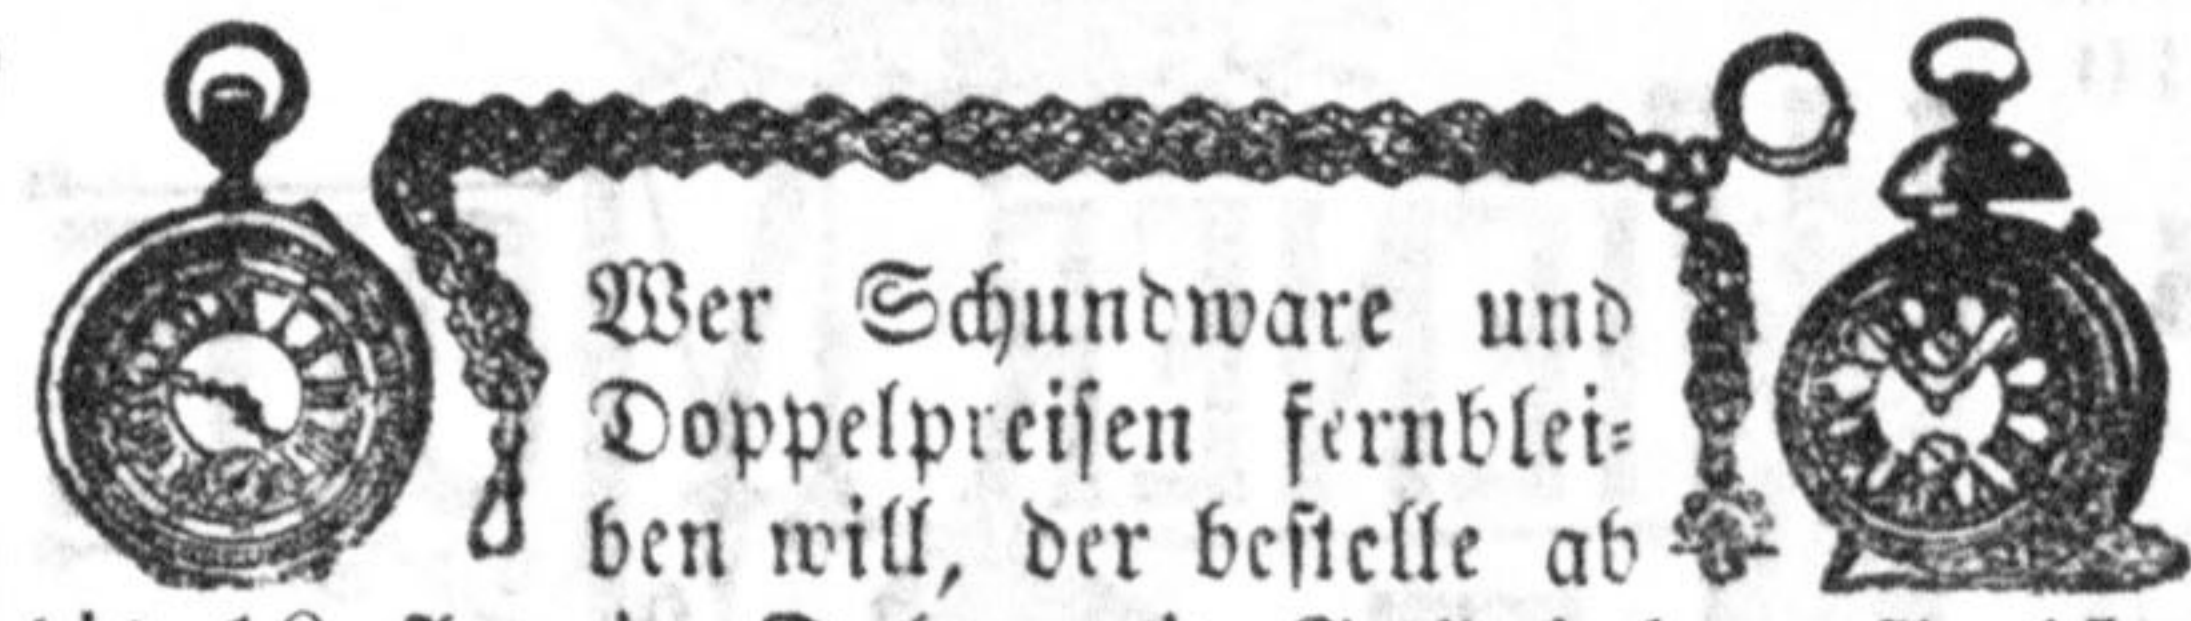 Wer Schundware und
Doppelpreisen fernblei-
ben will, der bestelle ab